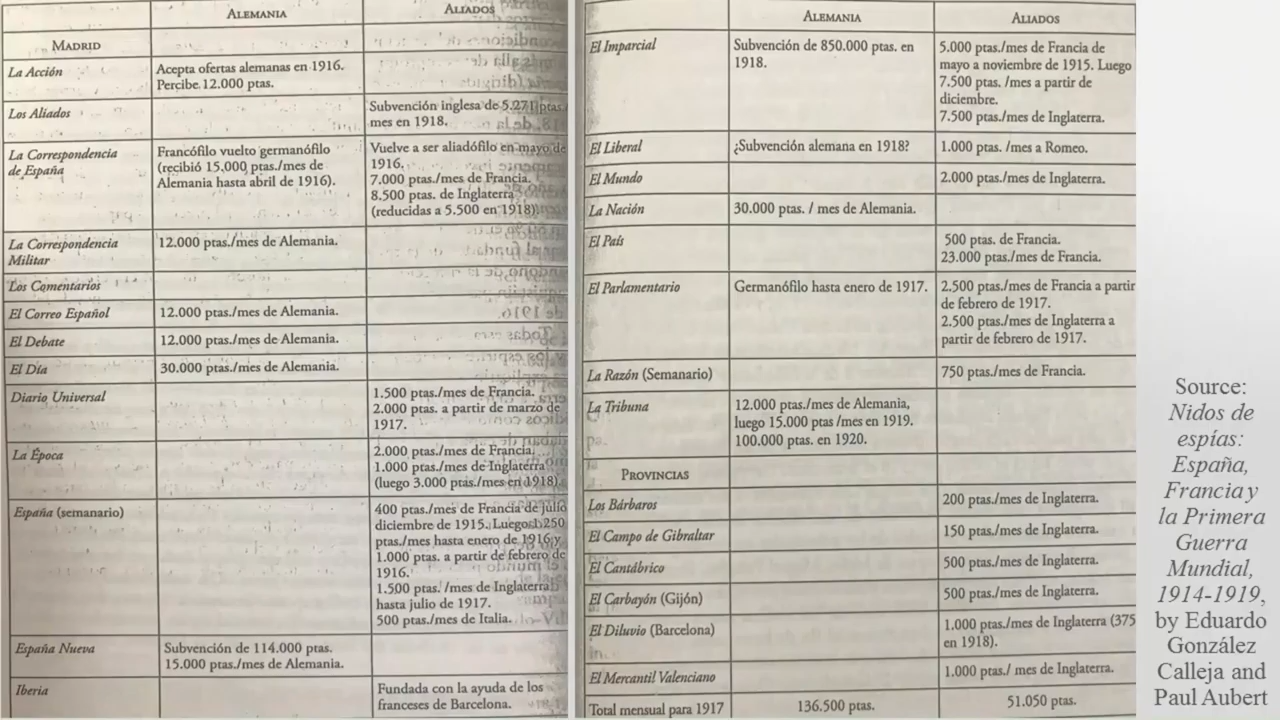 ALEMANIA
ALIADOS
MADRID
La Acción
Acepta ofertas alemanas en 1916.
Percibe 12.000 ptas.
Los Aliados
Subvención inglesa de 5.271 ptas./
mes en 1918.
La Correspondencia
de España
Francófilo vuelto germanófilo
(recibió 15,000 ptas./mes de
Alemania hasta abril de 1916).
Vuelve a ser aliadófilo en mayo de
1916.
7.000 ptas./mes de Francia.
8.500 ptas. de Inglaterra
(reducidas a 5.500 en 1918).
La Correspondencia
Militar
12.000 ptas./mes de Alemania.
Los Comentarios
El Correo Español
12.000 ptas./mes de Alemania.
El Debate
12.000 ptas./mes de Alemania.
El Día
30.000 ptas./mes de Alemania.
Diario Universal
1.500 ptas./mes de Francia.
2.000 ptas. a partir de marzo de
1917.
La Época
2.000 ptas./mes de Francia.
1.000 ptas./mes de Inglaterra
(luego 3.000 ptas./mes en 1918).
España (semanario)
400 ptas./mes de Francia de julio
diciembre de 1915. Luego 1.250
ptas./mes hasta enero de 1916 y
1.000 ptas. a partir de febrero de
1916.
1.500 ptas. /mes de Inglaterra
hasta julio de 1917.
500 ptas./mes de Italia.
España Nueva
Subvención de 114.000 ptas.
15.000 ptas./mes de Alemania.
Iberia
Fundada con la ayuda de los
franceses de Barcelona.
ALEMANIA
ALIADOS
El Imparcial
Subvención de 850.000 ptas. en
1918.
5.000 ptas./mes de Francia de
mayo a noviembre de 1915. Luego
7.500 ptas. /mes a partir de
diciembre.
7.500 ptas./mes de Inglaterra.
El Liberal
¿Subvención alemana en 1918?
1.000 ptas. /mes a Romeo.
El Mundo
2.000 ptas./mes de Inglaterra.
La Nación
30.000 ptas. / mes de Alemania.
El País
500 ptas. de Francia.
23.000 ptas./mes de Francia.
El Parlamentario
Germanófilo hasta enero de 1917.
2.500 ptas./mes de Francia a partir
de febrero de 1917.
2.500 ptas./mes de Inglaterra a
partir de febrero de 1917.
La Razón (Semanario)
750 ptas./mes de Francia.
La Tribuna
12.000 ptas./mes de Alemania,
luego 15.000 ptas /mes en 1919.
100.000 ptas. en 1920.
PROVINCIAS
Los Bárbaros
200 ptas./mes de Inglaterra.
El Campo de Gibraltar
150 ptas./mes de Inglaterra.
El Cantábrico
500 ptas./mes de Inglaterra.
El Carbayón (Gijón)
500 ptas./mes de Inglaterra.
El Diluvio (Barcelona)
1.000 ptas./mes de Inglaterra (375
en 1918).
El Mercantil Valenciano
1.000 ptas./ mes de Inglaterra.
Total mensual para 1917
136.500 ptas.
51.050 ptas.
Source:
Nidos de
espías:
España,
Francia y
la Primera
Guerra
Mundial,
1914-1919,
by Eduardo
González
Calleja and
Paul Aubert